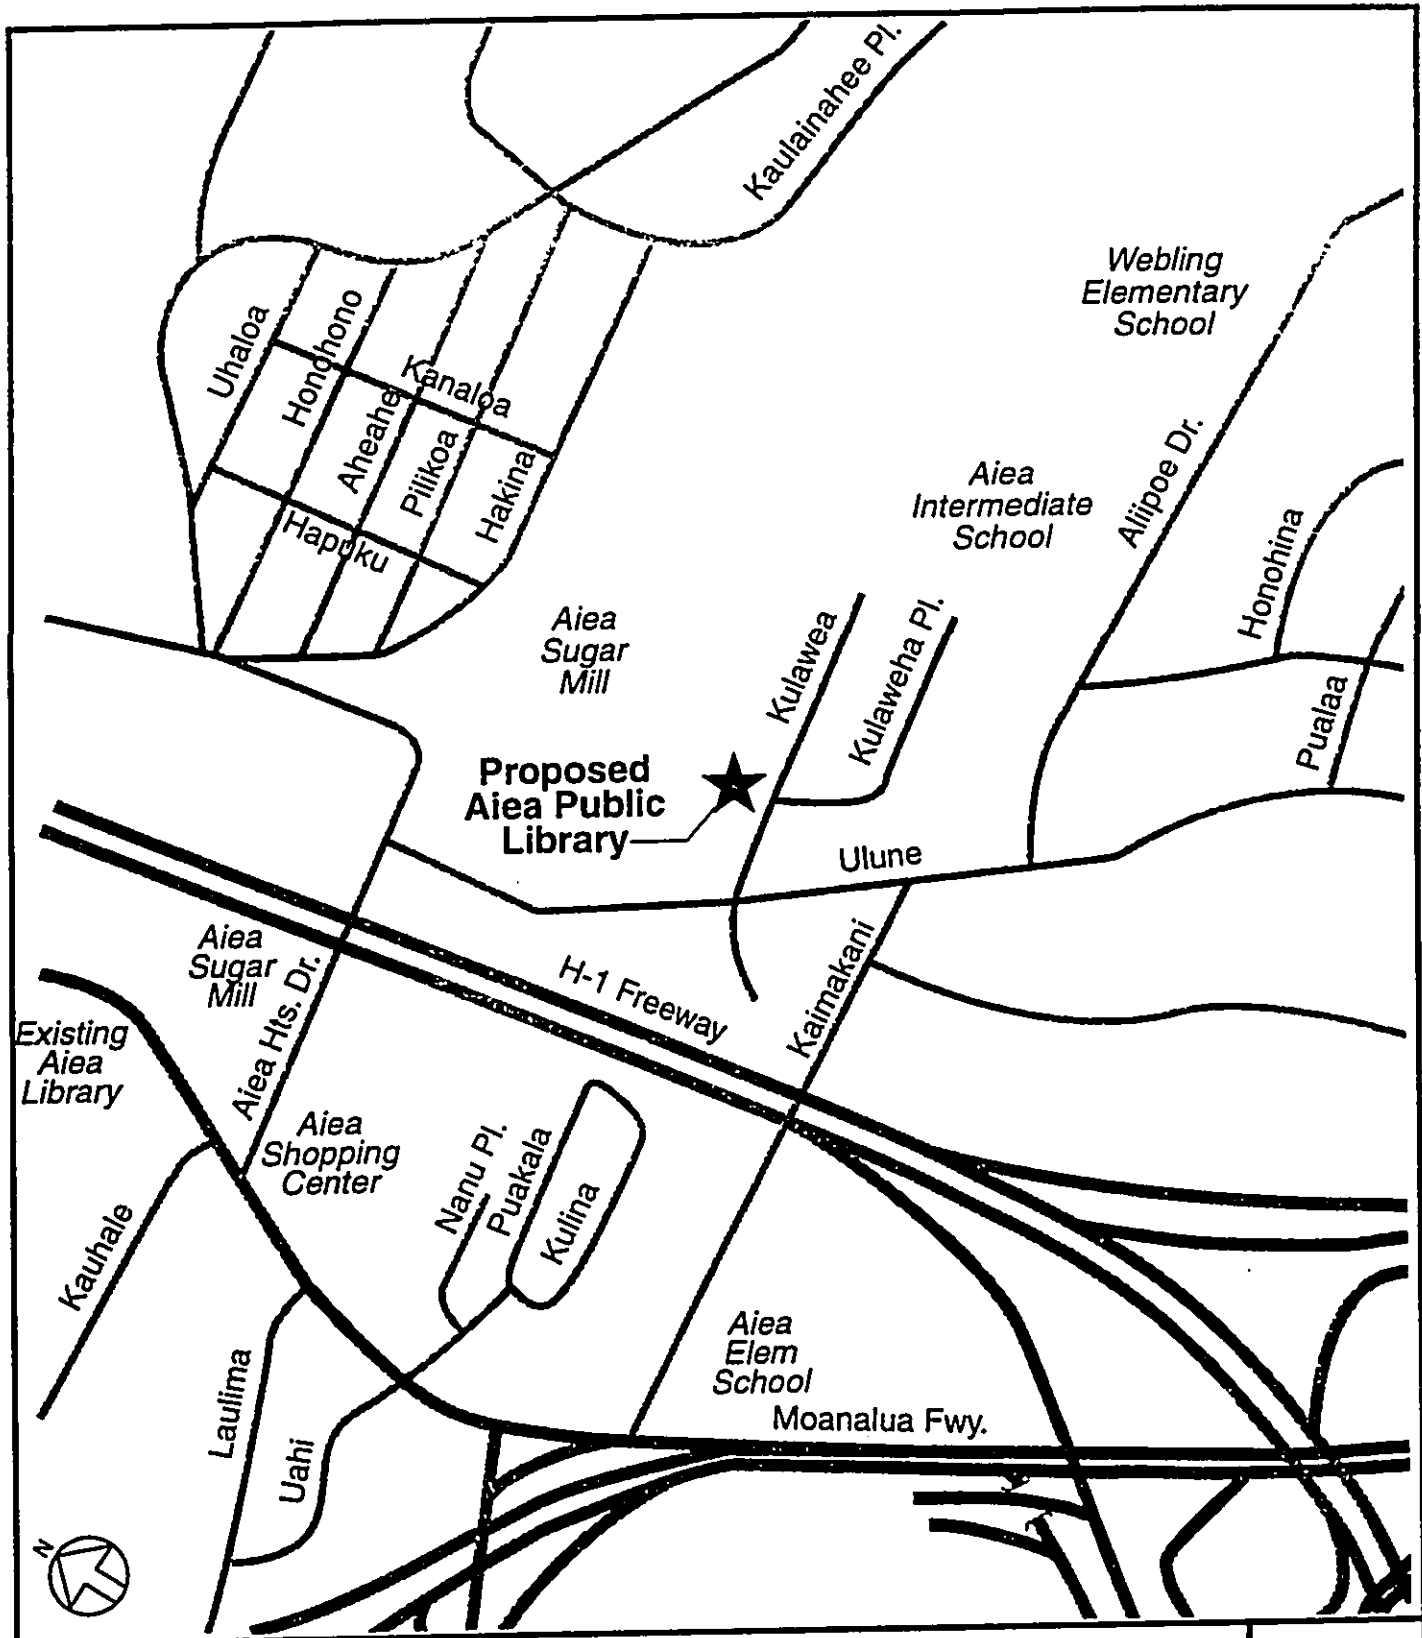 Kaulainahee Pl.
Webling
Elementary
School
Uhaloa
Honohono
Kanaloa
Aheahe
Pilikoa
Hakina
Hapuku
Aiea
Intermediate
School
Aliipoe Dr.
Honohina
Pualaa
Aiea
Sugar
Mill
Kulawea
Kulaweha Pl.
Proposed
Aiea Public
Library
Ulune
Aiea
Sugar
Mill
H-1 Freeway
Kaimakani
Existing
Aiea
Library
Aiea Hts. Dr.
Aiea
Shopping
Center
Nanu Pl.
Puakala
Kulina
Kauhale
Laulima
Uahi
Aiea
Elem
School
Moanalua Fwy.
N